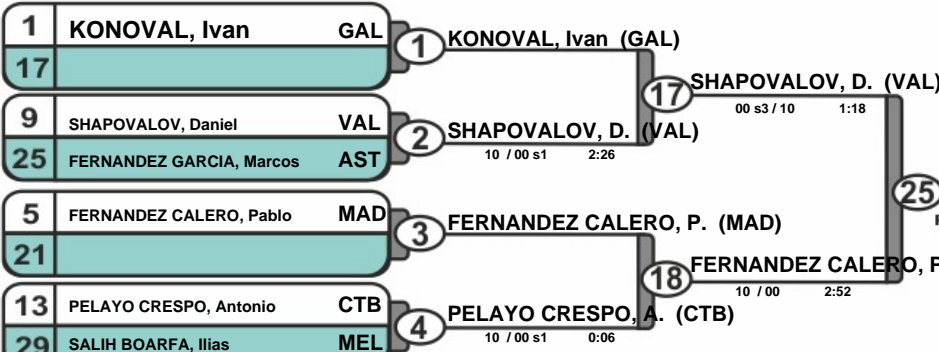 1 KONOVAL, Ivan GAL
17
9 SHAPOVALOV, Daniel VAL
25 FERNANDEZ GARCIA, Marcos AST
5 FERNANDEZ CALERO, Pablo MAD
21
13 PELAYO CRESPO, Antonio CTB
29 SALIH BOARFA, Ilias MEL
1 KONOVAL, Ivan (GAL)
2 SHAPOVALOV, D. (VAL)
10 / 00 s1 2:26
3 FERNANDEZ CALERO, P. (MAD)
4 PELAYO CRESPO, A. (CTB)
10 / 00 s1 0:06
17 SHAPOVALOV, D. (VAL)
00 s3 / 10 1:18
18 FERNANDEZ CALERO, P
10 / 00 2:52
25